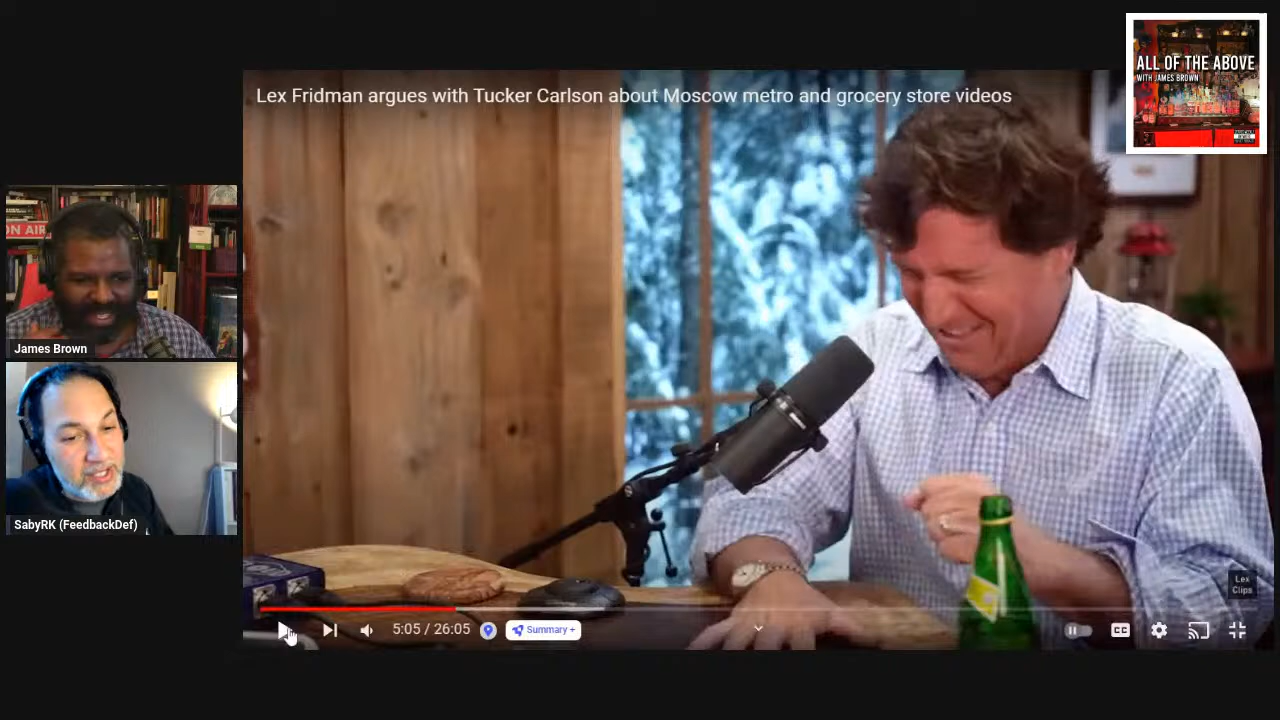 Lex Fridman argues with Tucker Carlson about Moscow metro and grocery store videos
ALL OF THE ABOVE
WITH JAMES BROWN
ON AIR
James Brown
SabyRK (FeedbackDef)
Lex
Clips
5:05 / 26:05
Summary +
CC